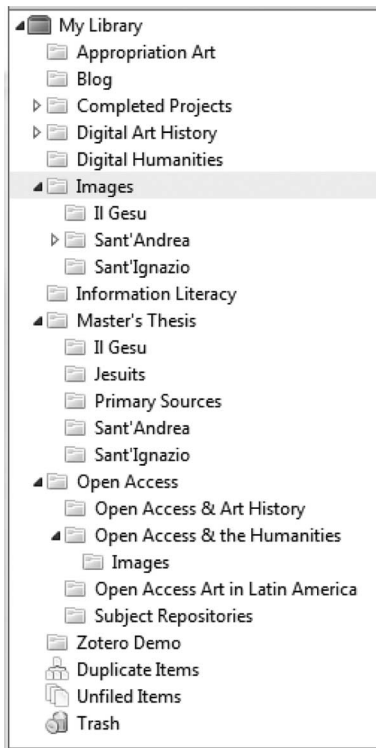 My Library
Appropriation Art
Blog
Completed Projects
Digital Art History
Digital Humanities
Images
Il Gesu
Sant'Andrea
Sant'Ignazio
Information Literacy
Master's Thesis
Il Gesu
Jesuits
Primary Sources
Sant'Andrea
Sant'Ignazio
Open Access
Open Access & Art History
Open Access & the Humanities
Images
Open Access Art in Latin America
Subject Repositories
Zotero Demo
Duplicate Items
Unfiled Items
Trash